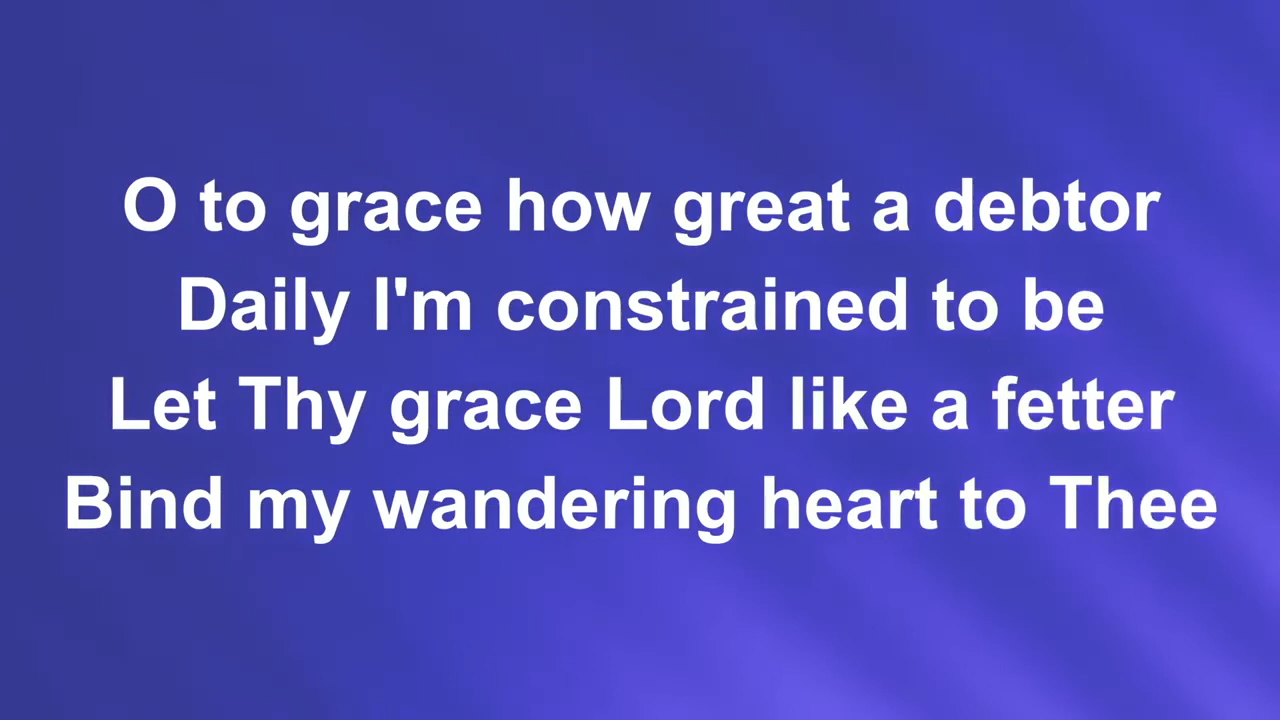 O to grace how great a debtor
Daily I'm constrained to be
Let Thy grace Lord like a fetter
Bind my wandering heart to Thee